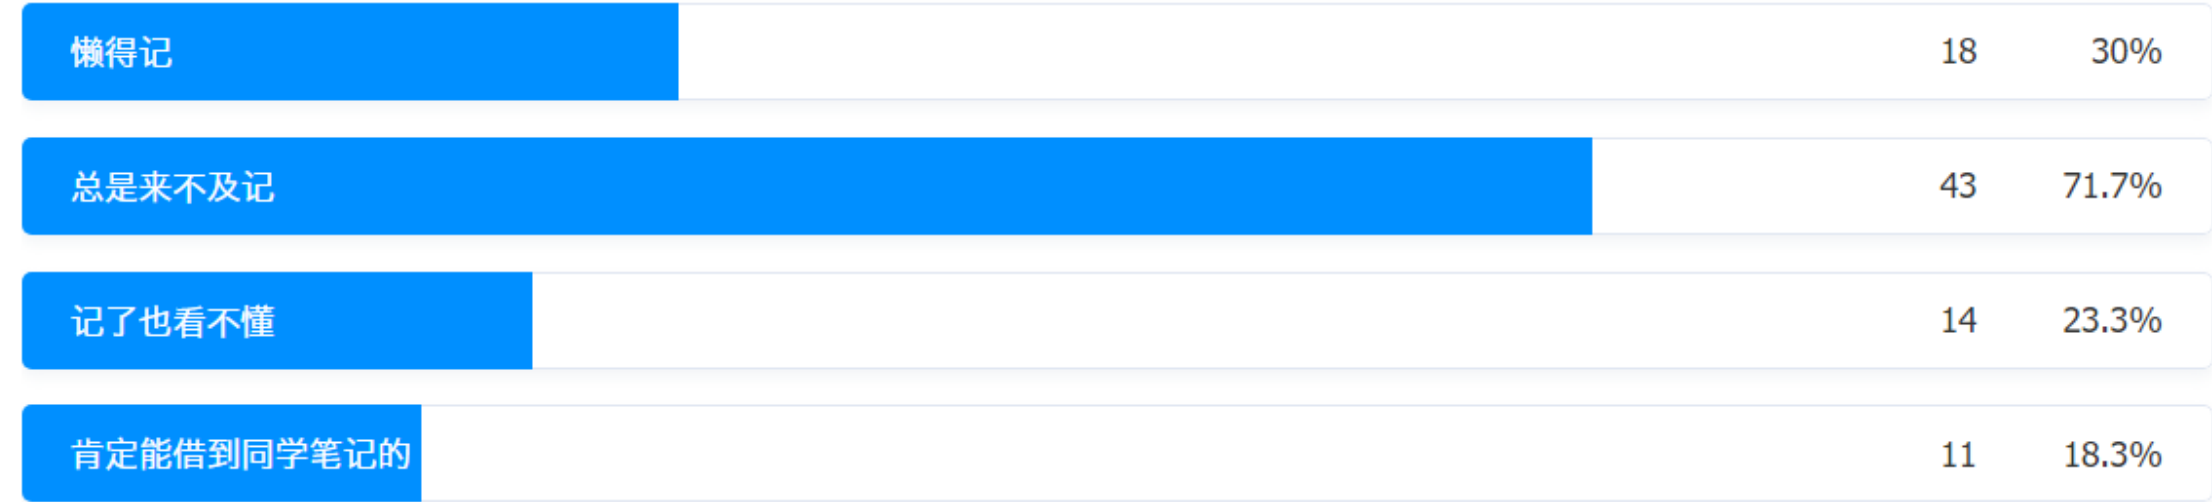 懒得记 18 30%
总是来不及记 43 71.7%
记了也看不懂 14 23.3%
肯定能借到同学笔记的 11 18.3%